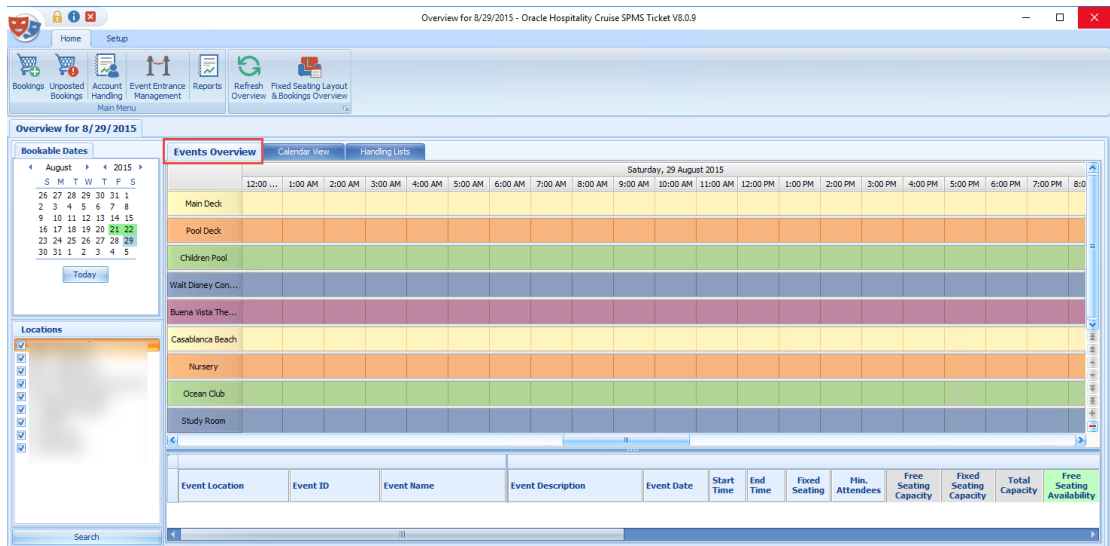 Overview for 8/29/2015 - Oracle Hospitality Cruise SPMS Ticket V8.0.9
Home Setup
Bookings Unposted Bookings Account Handling Event Entrance Management Reports Refresh Overview Fixed Seating Layout & Bookings Overview
Main Menu
Overview for 8/29/2015
Bookable Dates
August 2015
S M T W T F S
26 27 28 29 30 31 1
2 3 4 5 6 7 8
9 10 11 12 13 14 15
16 17 18 19 20 21 22
23 24 25 26 27 28 29
30 31 1 2 3 4 5
Today
Locations
Search
Events Overview Calendar View Handling Lists
Saturday, 29 August 2015
12:00 ... 1:00 AM 2:00 AM 3:00 AM 4:00 AM 5:00 AM 6:00 AM 7:00 AM 8:00 AM 9:00 AM 10:00 AM 11:00 AM 12:00 PM 1:00 PM 2:00 PM 3:00 PM 4:00 PM 5:00 PM 6:00 PM 7:00 PM 8:0
Main Deck
Pool Deck
Children Pool
Walt Disney Con...
Buena Vista The...
Casablanca Beach
Nursery
Ocean Club
Study Room
Event Location Event ID Event Name Event Description Event Date Start Time End Time Fixed Seating Min. Attendees Free Seating Capacity Fixed Seating Capacity Total Capacity Free Seating Availability